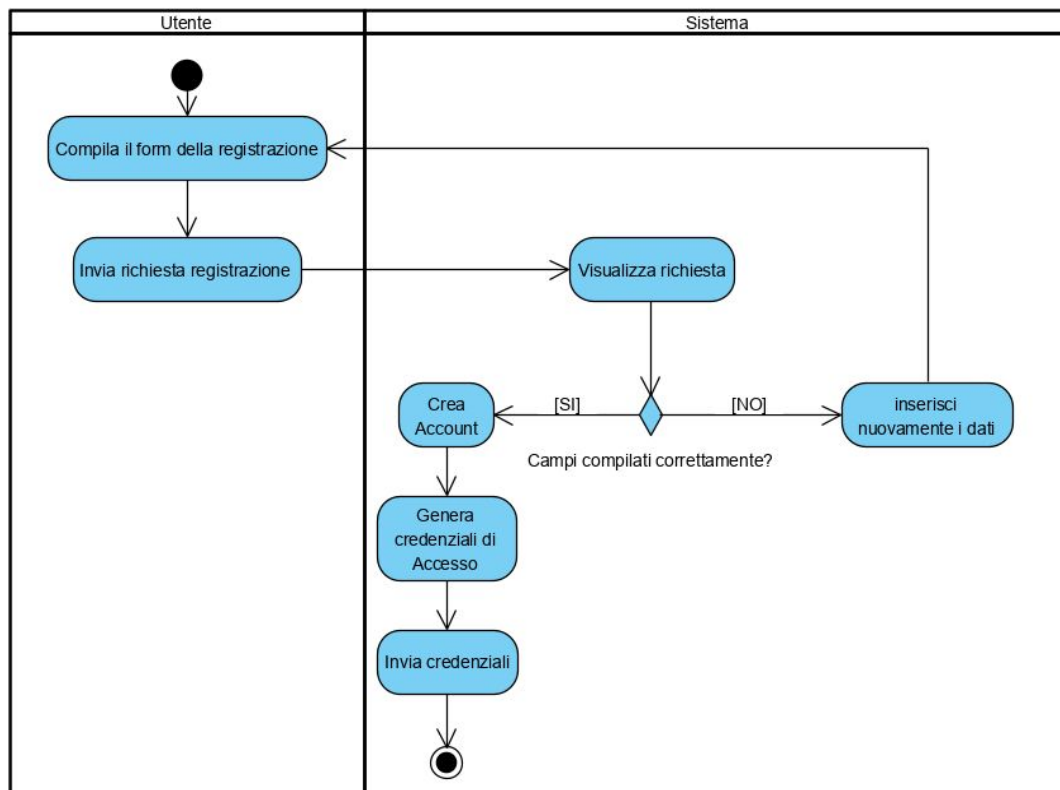 Utente
Sistema
Compila il form della registrazione
Invia richiesta registrazione
Visualizza richiesta
Crea
Account
[SI]
[NO]
inserisci
nuovamente i dati
Campi compilati correttamente?
Genera
credenziali di
Accesso
Invia credenziali